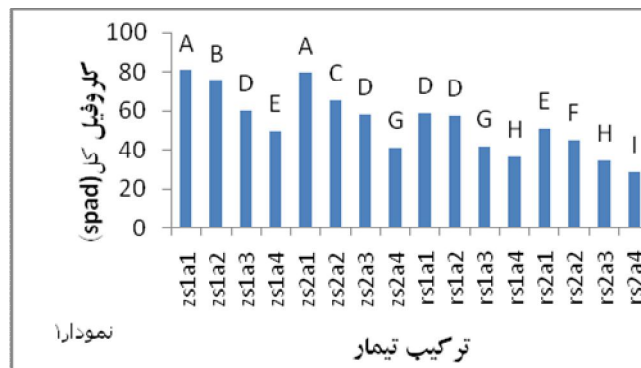 کلروفیل کل(spad)
100
80
60
40
20
0
A B D E A C D G D D G H E F H I
zs1a1 zs1a2 zs1a3 zs1a4 zs2a1 zs2a2 zs2a3 zs2a4 rs1a1 rs1a2 rs1a3 rs1a4 rs2a1 rs2a2 rs2a3 rs2a4
ترکیب تیمار
نمودار۱